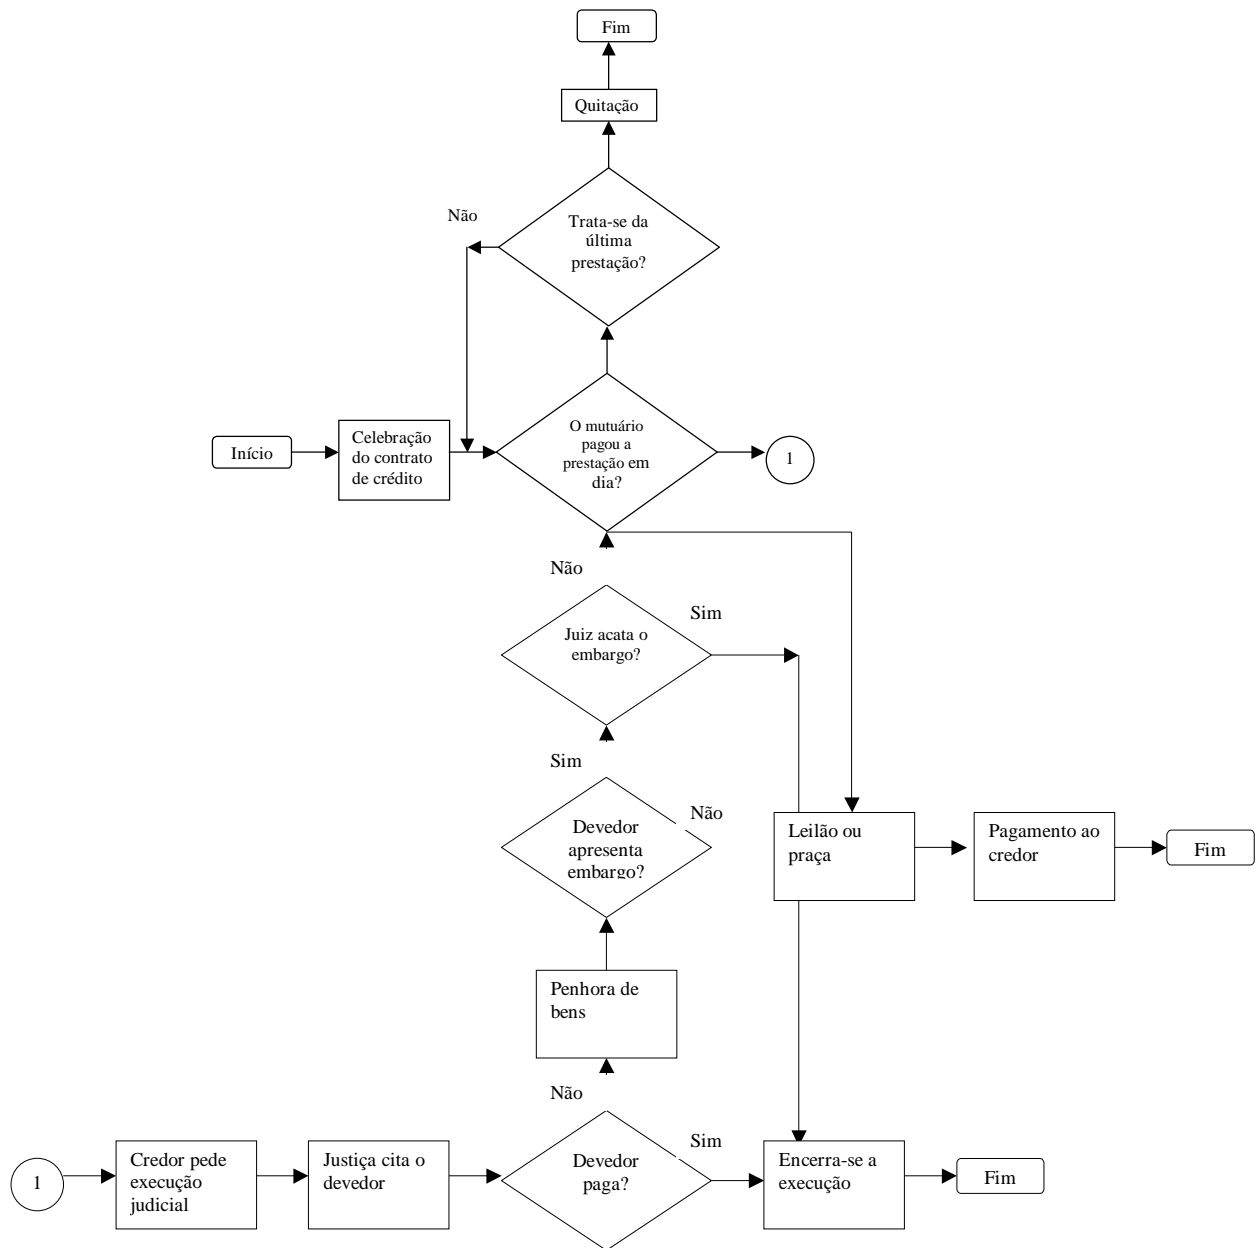 Fim
Quitação
Trata-se da
última
prestação?
Não
O mutuário
pagou a
prestação em
dia?
Início
Celebração
do contrato
de crédito
1
Não
Sim
Juiz acata o
embargo?
Sim
Não
Devedor
apresenta
embargo?
Leilão ou
praça
Pagamento ao
credor
Fim
Penhora de
bens
Não
Sim
1
Credor pede
execução
judicial
Justiça cita o
devedor
Devedor
paga?
Encerra-se a
execução
Fim